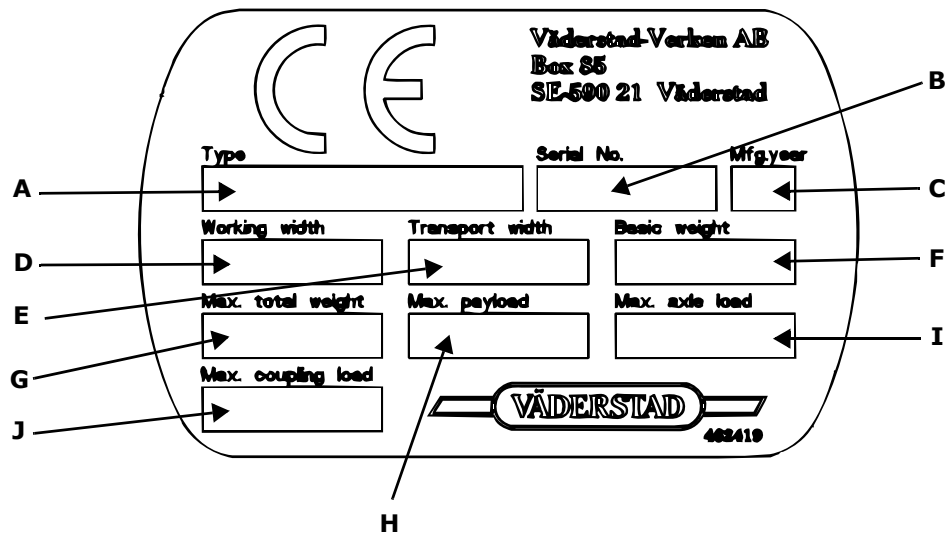 Väderstad-Verken AB
Box 85
SE-590 21 Väderstad
B
Type
Serial No.
Mfg.year
A
C
Working width
Transport width
Basic weight
D
F
E
Max. total weight
Max. payload
Max. axle load
G
I
Max. coupling load
J
VÄDERSTAD
462419
H